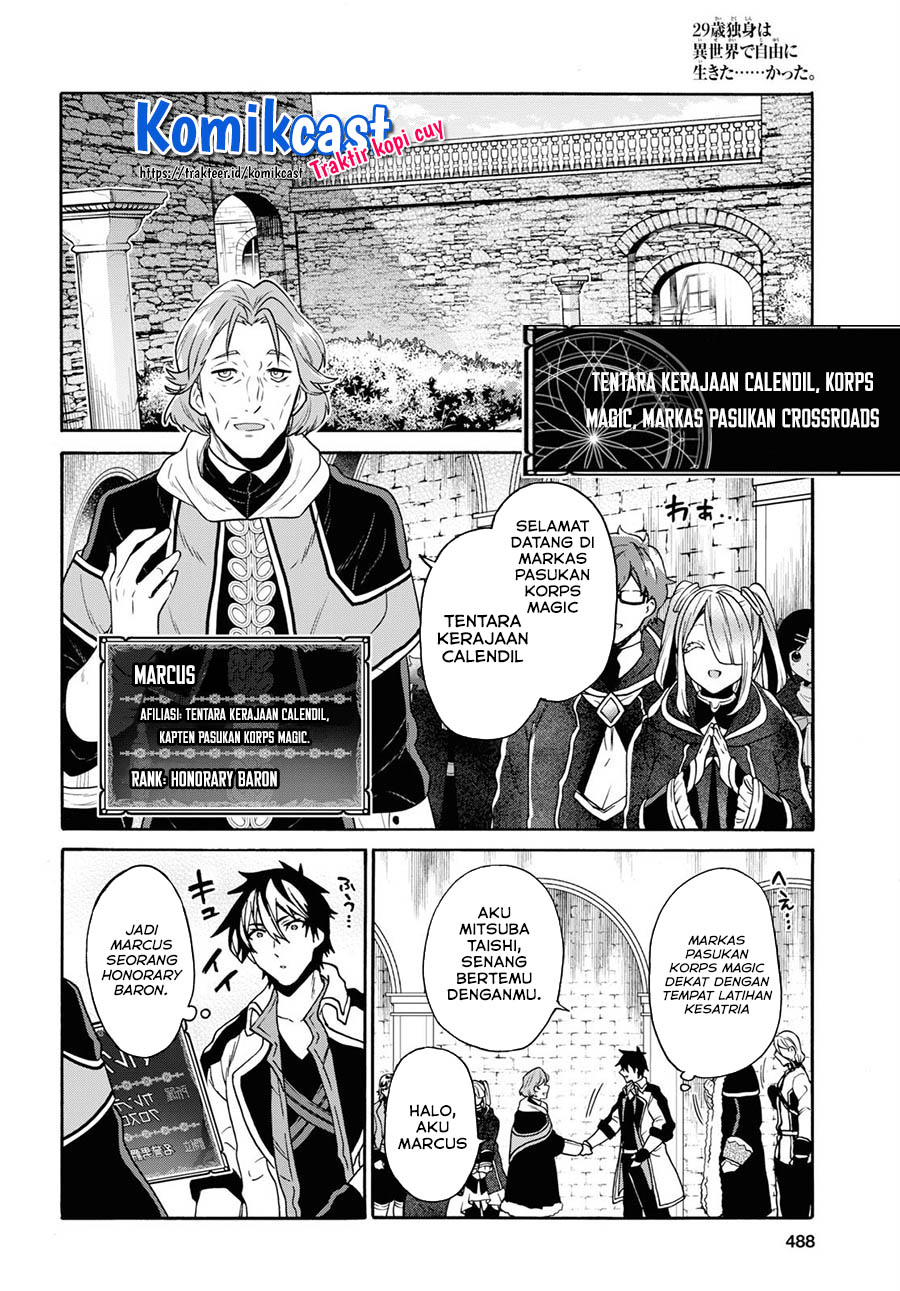 29歳独身は
異世界で自由に
生きた……かった。
Komikcast
Traktir kopi cuy
https://trakteer.id/komikcast
TENTARA KERAJAAN CALENDIL, KORPS
MAGIC, MARKAS PASUKAN CROSSROADS
わぁ…
SELAMAT
DATANG DI
MARKAS
PASUKAN
KORPS
MAGIC
TENTARA
KERAJAAN
CALENDIL
MARCUS
AFILIASI: TENTARA KERAJAAN CALENDIL,
KAPTEN PASUKAN KORPS MAGIC.
RANK: HONORARY BARON
へぇ…
MARKAS
PASUKAN
KORPS MAGIC
DEKAT DENGAN
TEMPAT LATIHAN
KESATRIA
AKU
MITSUBA
TAISHI,
SENANG
BERTEMU
DENGANMU.
HALO,
AKU
MARCUS
ふぅ…
キュイィ
JADI
MARCUS
SEORANG
HONORARY
BARON.
488